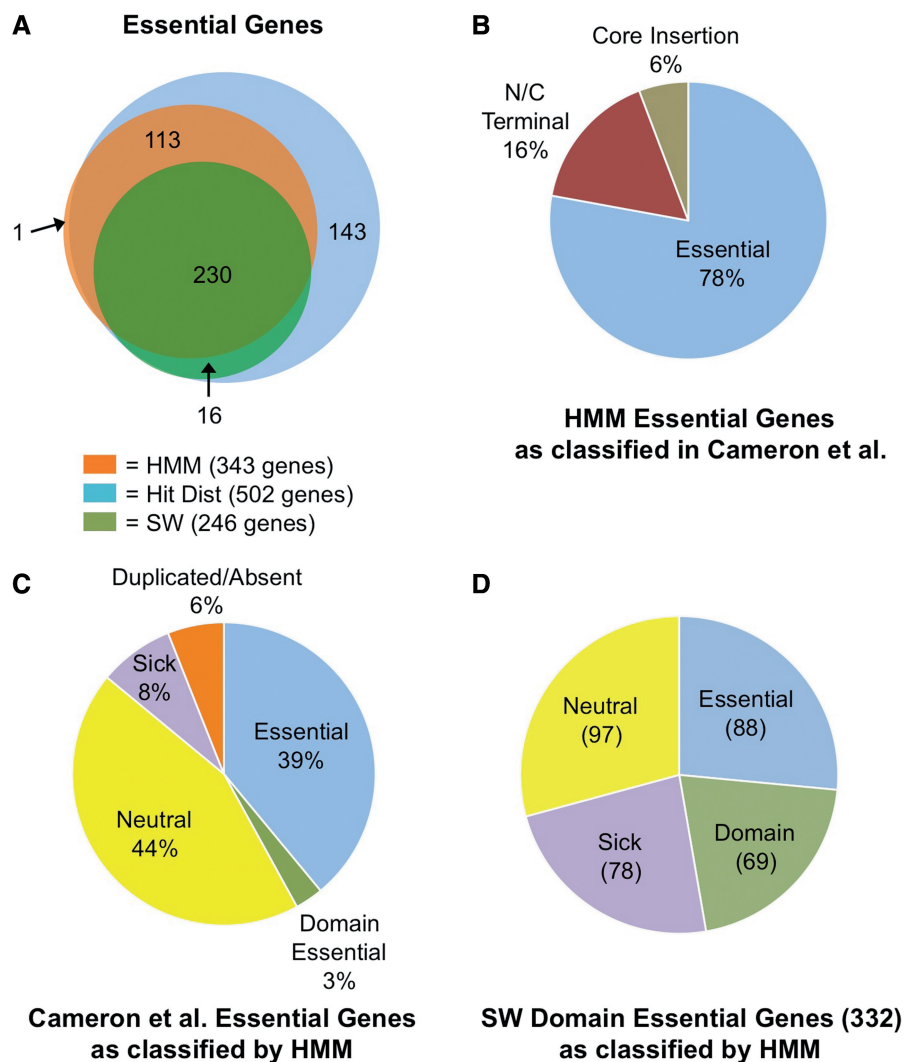 A
Essential Genes
113
1
143
230
16
= HMM (343 genes)
= Hit Dist (502 genes)
= SW (246 genes)
B
Core Insertion
6%
N/C
Terminal
16%
Essential
78%
HMM Essential Genes
as classified in Cameron et al.
C
Duplicated/Absent
6%
Sick
8%
Essential
39%
Neutral
44%
Domain
Essential
3%
Cameron et al. Essential Genes
as classified by HMM
D
Neutral
(97)
Essential
(88)
Sick
(78)
Domain
(69)
SW Domain Essential Genes (332)
as classified by HMM